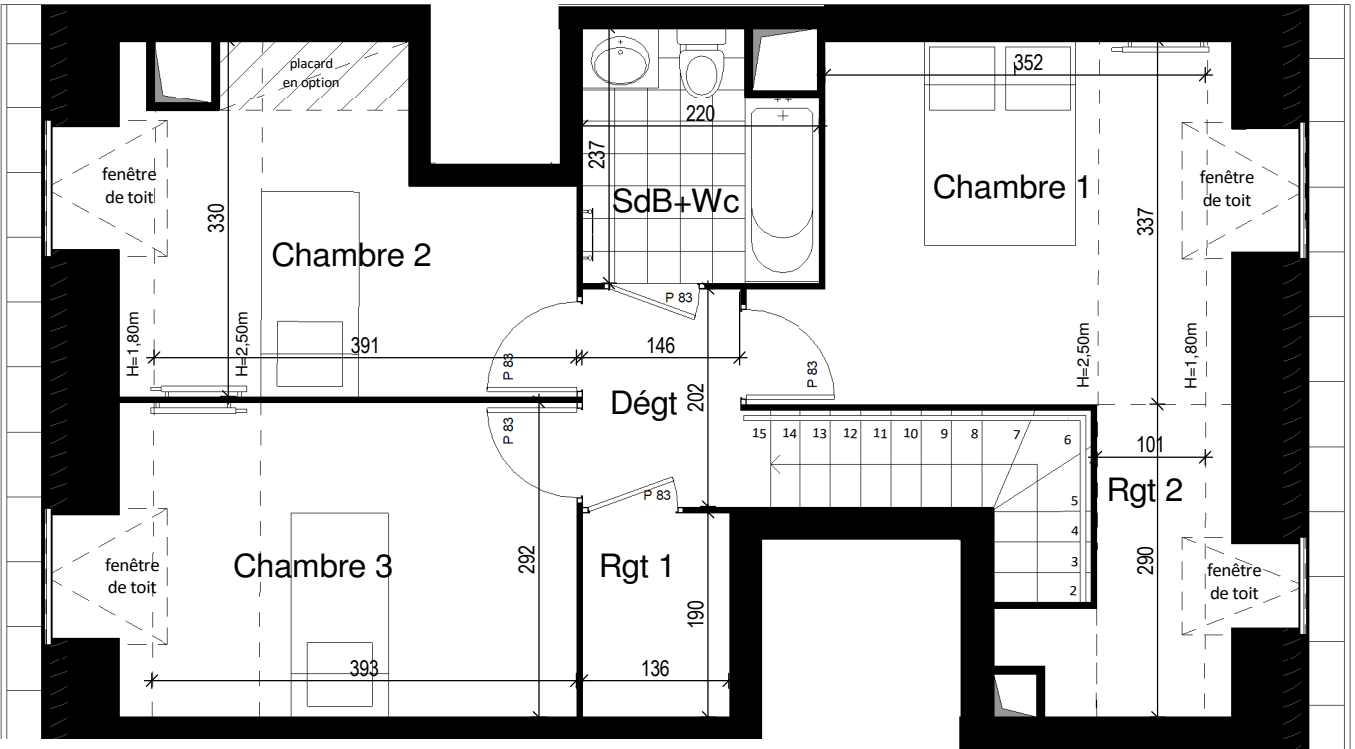 placard
en option
352
220
237
fenêtre
de toit
SdB+Wc
Chambre 1
fenêtre
de toit
330
337
Chambre 2
P 83
H=1,80m
H=2,50m
391
146
P 83
P 83
H=2,50m
H=1,80m
Dégt
202
P 83
15 14 13 12 11 10 9 8 7 6
101
P 83
Rgt 2
5
4
3
2
fenêtre
de toit
Chambre 3
292
Rgt 1
290
fenêtre
de toit
190
393
136